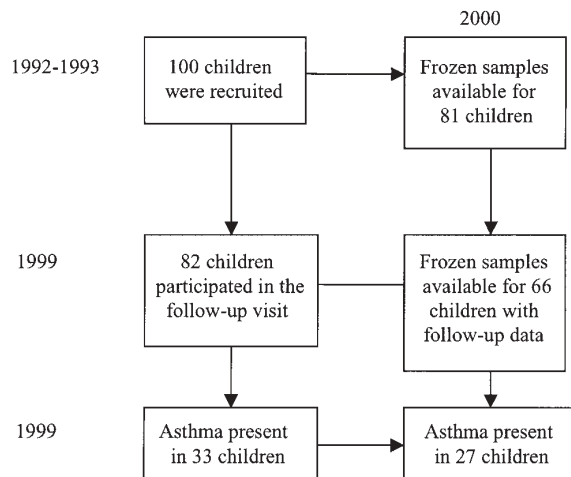 2000
1992-1993
100 children
were recruited
Frozen samples
available for
81 children
1999
82 children
participated in the
follow-up visit
Frozen samples
available for 66
children with
follow-up data
1999
Asthma present
in 33 children
Asthma present
in 27 children